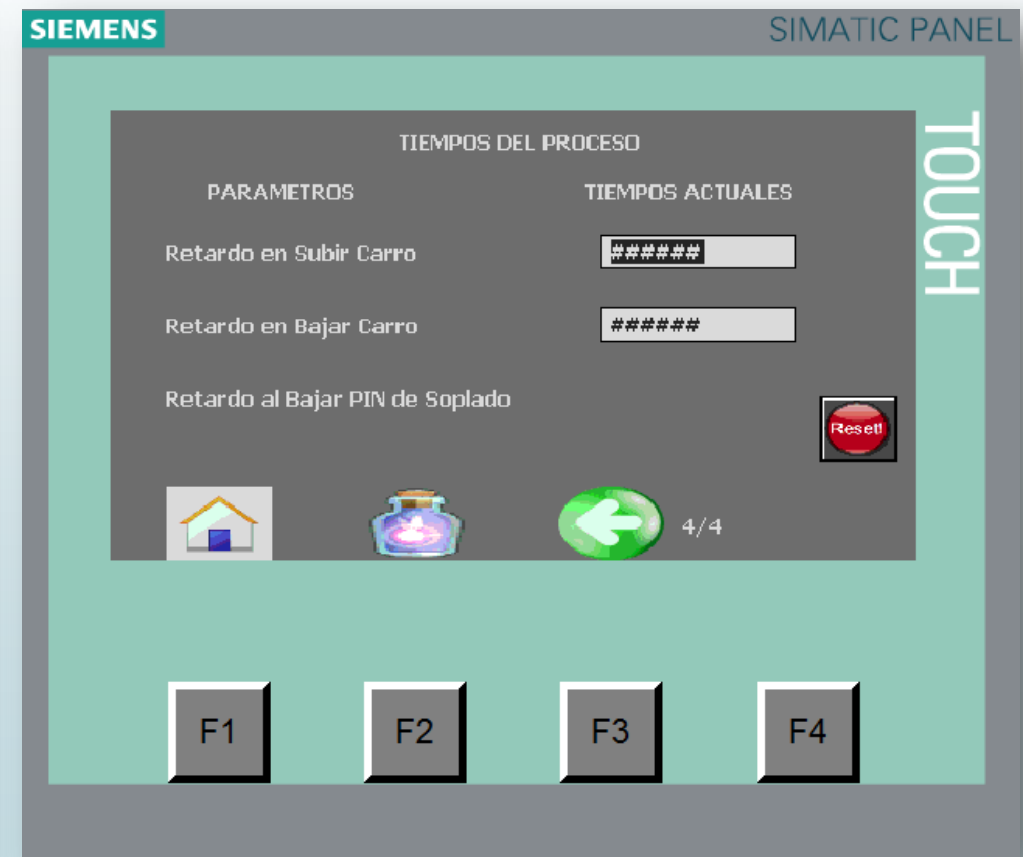 SIEMENS
SIMATIC PANEL
TOUCH
TIEMPOS DEL PROCESO
PARAMETROS TIEMPOS ACTUALES
Retardo en Subir Carro ######
Retardo en Bajar Carro ######
Retardo al Bajar PIN de Soplado
Reset!
4/4
F1 F2 F3 F4